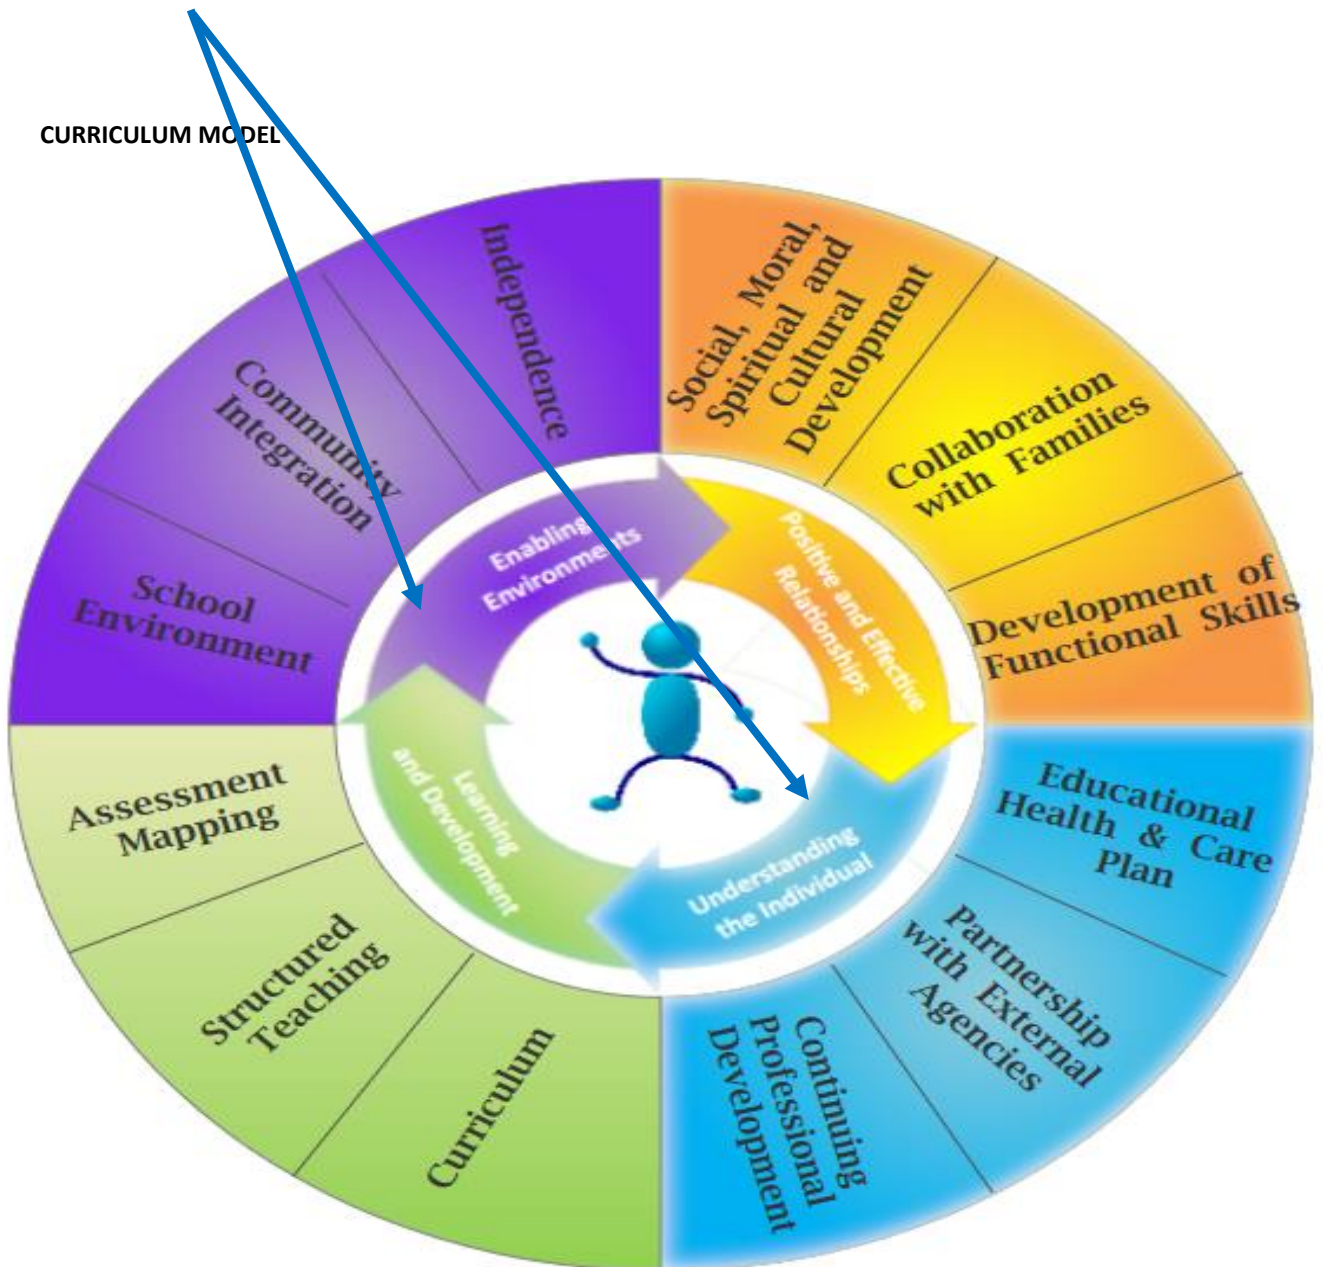 CURRICULUM MODEL
Independence
Social, Moral,
Spiritual and
Cultural
Development
Community
Integration
Collaboration
with Families
School
Environment
Development of
Functional Skills
Enabling
Environments
Positive and Effective
Relationships
Learning
and Development
Understanding
the Individual
Assessment
Mapping
Educational
Health & Care
Plan
Structured
Teaching
Partnership
with External
Agencies
Curriculum
Continuing
Professional
Development